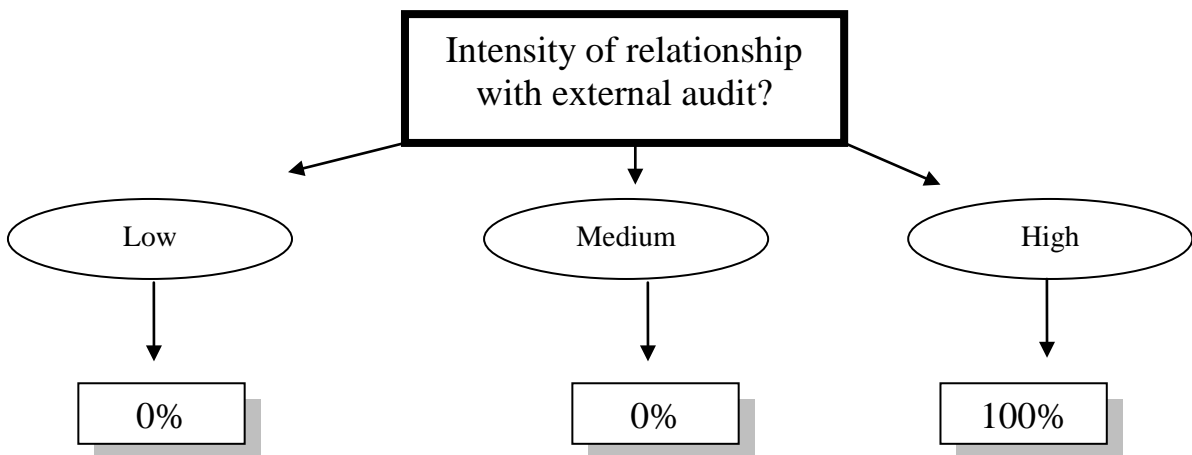 Intensity of relationship
with external audit?
Low
Medium
High
0%
0%
100%